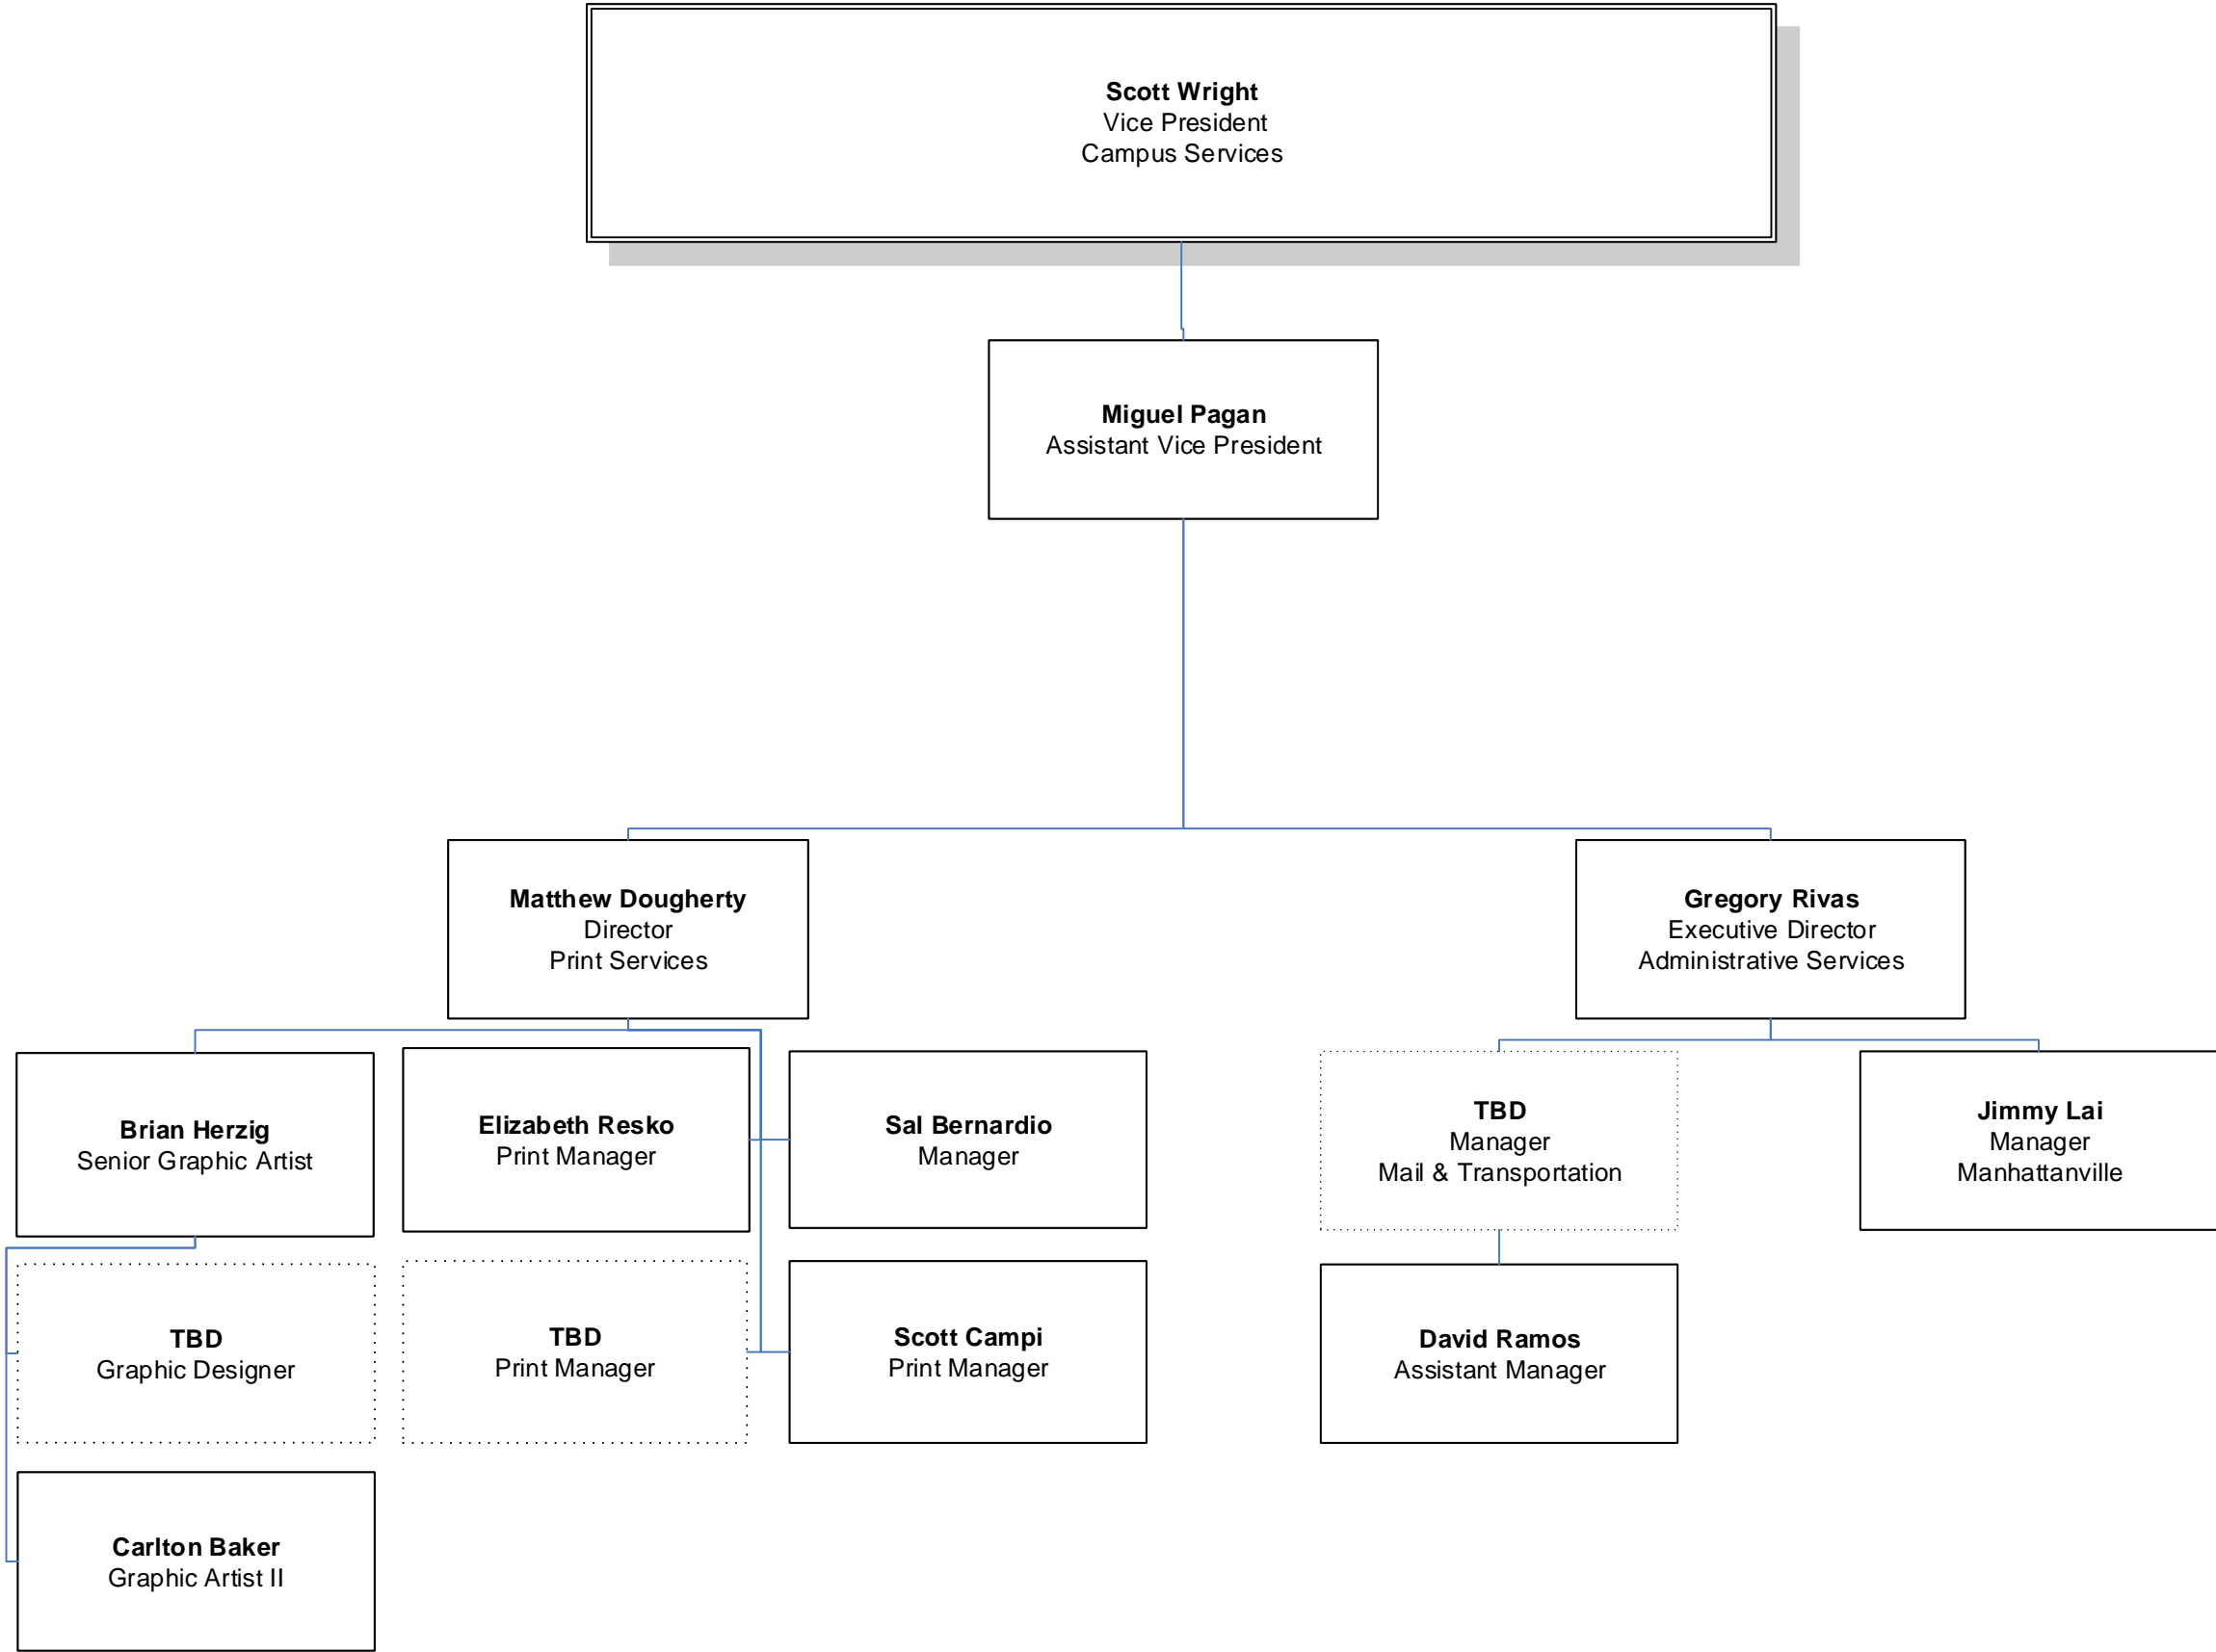 Scott Wright
Vice President
Campus Services
Miguel Pagan
Assistant Vice President
Matthew Dougherty
Director
Print Services
Gregory Rivas
Executive Director
Administrative Services
Brian Herzig
Senior Graphic Artist
Elizabeth Resko
Print Manager
Sal Bernardio
Manager
TBD
Manager
Mail & Transportation
Jimmy Lai
Manager
Manhattanville
TBD
Graphic Designer
TBD
Print Manager
Scott Campi
Print Manager
David Ramos
Assistant Manager
Carlton Baker
Graphic Artist II